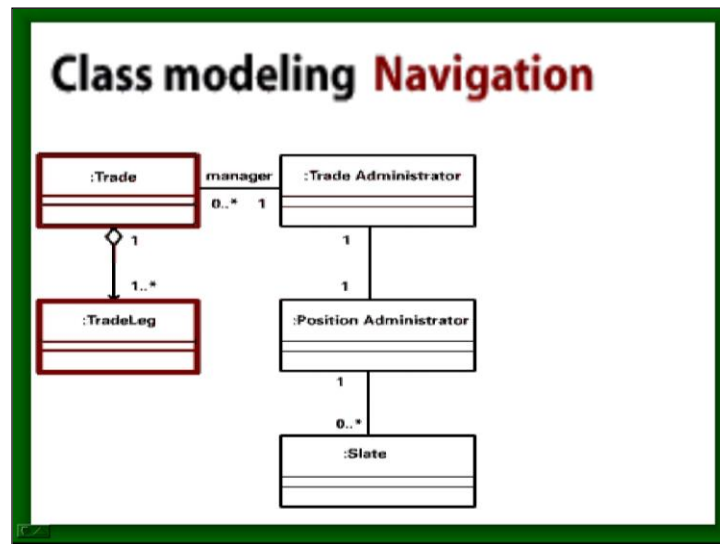 Class modeling Navigation
:Trade
manager
:Trade Administrator
0..* 1
1
1
1..*
1
:TradeLeg
:Position Administrator
1
0..*
:Slate